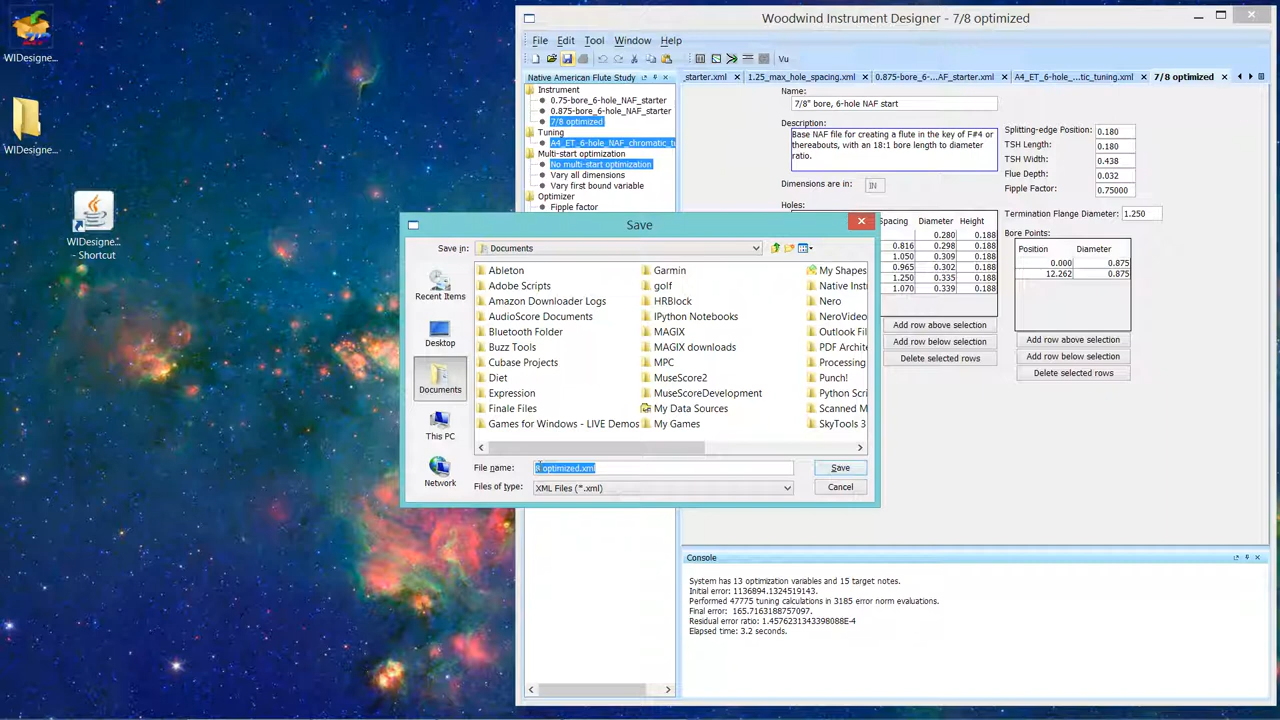 WIDesigne...
WIDesigne...
WIDesigne...
- Shortcut
Woodwind Instrument Designer - 7/8 optimized
File Edit Tool Window Help
Vu
Native American Flute Study
_starter.xml
1.25_max_hole_spacing.xml
0.875-bore_6-...AF_starter.xml
A4_ET_6-hole_...tic_tuning.xml
7/8 optimized
Instrument
0.75-bore_6-hole_NAF_starter
0.875-bore_6-hole_NAF_starter
7/8 optimized
Tuning
A4_ET_6-hole_NAF_chromatic_tu
Multi-start optimization
No multi-start optimization
Vary all dimensions
Vary first bound variable
Optimizer
Fipple factor
Name:
7/8" bore, 6-hole NAF start
Description:
Base NAF file for creating a flute in the key of F#4 or
thereabouts, with an 18:1 bore length to diameter
ratio.
Dimensions are in: IN
Holes:
Spacing Diameter Height
0.280 0.188
0.816 0.298 0.188
1.050 0.309 0.188
0.965 0.302 0.188
1.250 0.335 0.188
1.070 0.339 0.188
Add row above selection
Add row below selection
Delete selected rows
Splitting-edge Position: 0.180
TSH Length: 0.180
TSH Width: 0.438
Flue Depth: 0.032
Fipple Factor: 0.75000
Termination Flange Diameter: 1.250
Bore Points:
Position Diameter
0.000 0.875
12.262 0.875
Add row above selection
Add row below selection
Delete selected rows
Save
Save in: Documents
Recent Items
Desktop
Documents
This PC
Network
Ableton
Adobe Scripts
Amazon Downloader Logs
AudioScore Documents
Bluetooth Folder
Buzz Tools
Cubase Projects
Diet
Expression
Finale Files
Games for Windows - LIVE Demos
Garmin
golf
HRBlock
IPython Notebooks
MAGIX
MAGIX downloads
MPC
MuseScore2
MuseScoreDevelopment
My Data Sources
My Games
My Shapes
Native Inst
Nero
NeroVideo
Outlook Fil
PDF Archite
Processing
Punch!
Python Scri
Scanned M
SkyTools 3
File name: 8 optimized.xml
Files of type: XML Files (*.xml)
Save
Cancel
Console
System has 13 optimization variables and 15 target notes.
Initial error: 1136894.1324519143.
Performed 47775 tuning calculations in 3185 error norm evaluations.
Final error: 165.7163188757097.
Residual error ratio: 1.4576231343398088E-4
Elapsed time: 3.2 seconds.